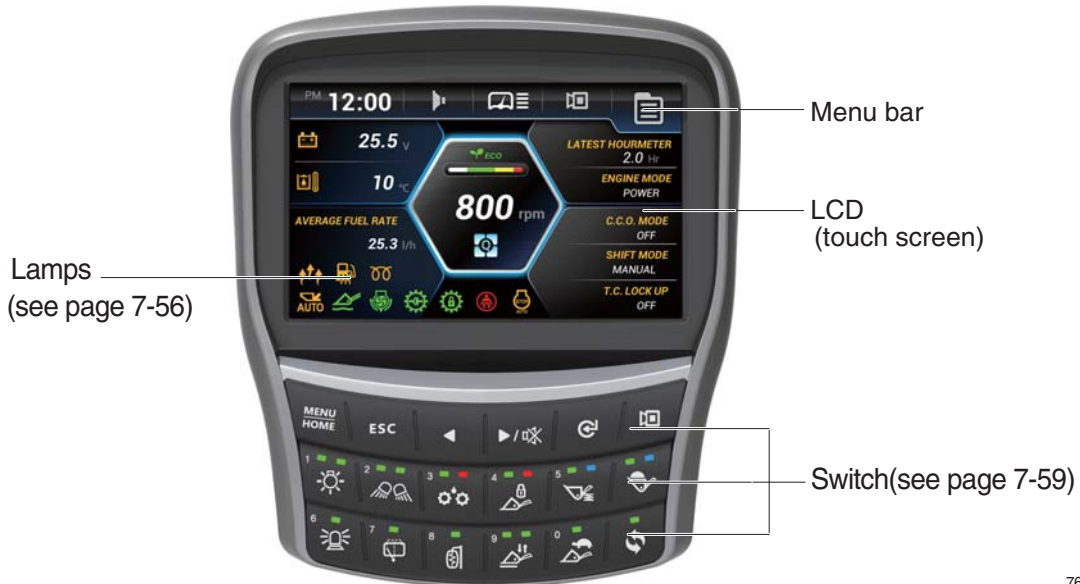 PM 12:00
Menu bar
25.5 V
ECO
LATEST HOURMETER
2.0 Hr
10 °C
ENGINE MODE
POWER
800 rpm
LCD
(touch screen)
C.C.O. MODE
OFF
AVERAGE FUEL RATE
25.3 l/h
SHIFT MODE
MANUAL
Lamps
(see page 7-56)
T.C. LOCK UP
OFF
AUTO
MENU
HOME
ESC
1
2
3
4
5
Switch(see page 7-59)
6
7
8
9
0
76